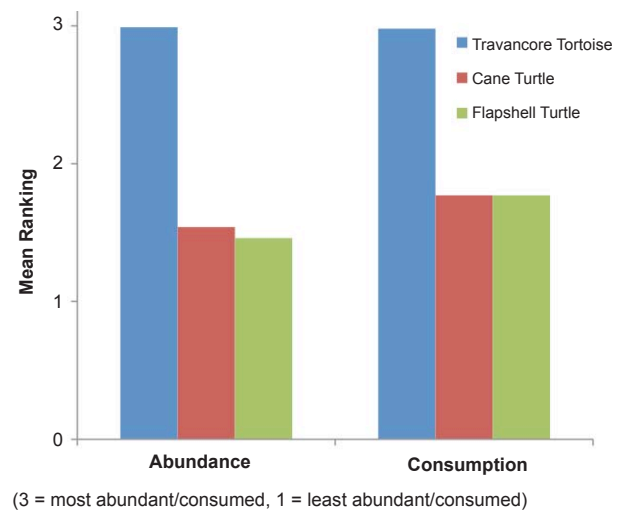 3
2
1
0
Mean Ranking
Travancore Tortoise
Cane Turtle
Flapshell Turtle
Abundance
Consumption
(3 = most abundant/consumed, 1 = least abundant/consumed)